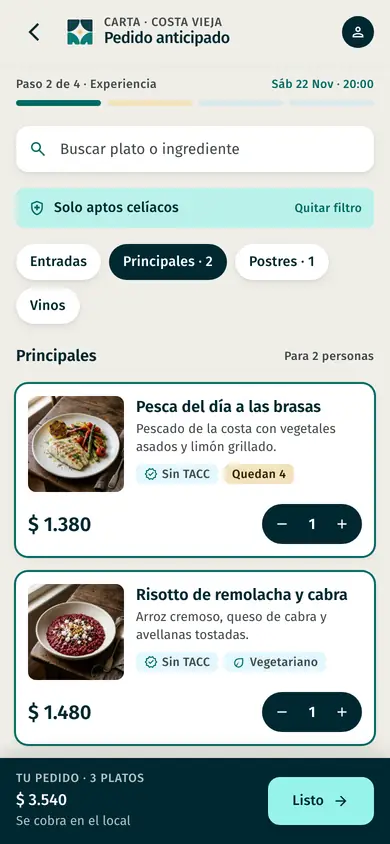 CARTA · COSTA VIEJA
Pedido anticipado
Paso 2 de 4 · Experiencia
Sáb 22 Nov · 20:00
Buscar plato o ingrediente
Solo aptos celíacos
Quitar filtro
Entradas
Principales · 2
Postres · 1
Vinos
Principales
Para 2 personas
Pesca del día a las brasas
Pescado de la costa con vegetales
asados y limón grillado.
Sin TACC
Quedan 4
$ 1.380
− 1 +
Risotto de remolacha y cabra
Arroz cremoso, queso de cabra y
avellanas tostadas.
Sin TACC
Vegetariano
$ 1.480
− 1 +
TU PEDIDO · 3 PLATOS
$ 3.540
Se cobra en el local
Listo →